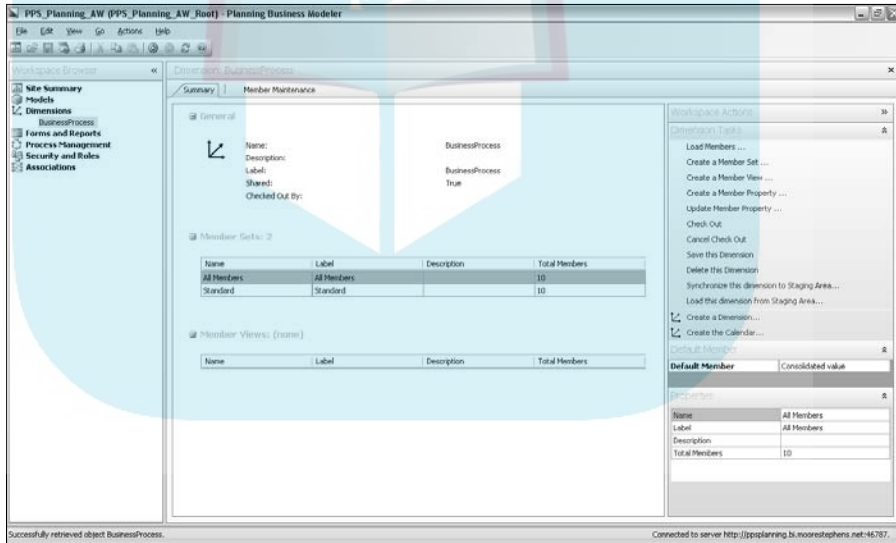 PPS_Planning_AW (PPS_Planning_AW_Root) - Planning Business Modeler
File Edit View Go Actions Help
Workspace Browser «
Site Summary
Models
Dimensions
BusinessProcess
Forms and Reports
Process Management
Security and Roles
Associations
Dimension: BusinessProcess
Summary Member Maintenance
General
Name: BusinessProcess
Description:
Label: BusinessProcess
Shared: True
Checked Out By:
Member Sets: 2
Name Label Description Total Members
All Members All Members 10
Standard Standard 10
Member Views: (none)
Name Label Description Total Members
Workspace Actions »
Dimension Tasks
Load Members ...
Create a Member Set ...
Create a Member View ...
Create a Member Property ...
Update Member Property ...
Check Out
Cancel Check Out
Save this Dimension
Delete this Dimension
Synchronize this dimension to Staging Area...
Load this dimension from Staging Area...
Create a Dimension...
Create the Calendar...
Default Member
Default Member Consolidated value
Properties
Name All Members
Label All Members
Description
Total Members 10
Successfully retrieved object BusinessProcess.
Connected to server http://ppsplanning.bi.moorestephens.net:46787.